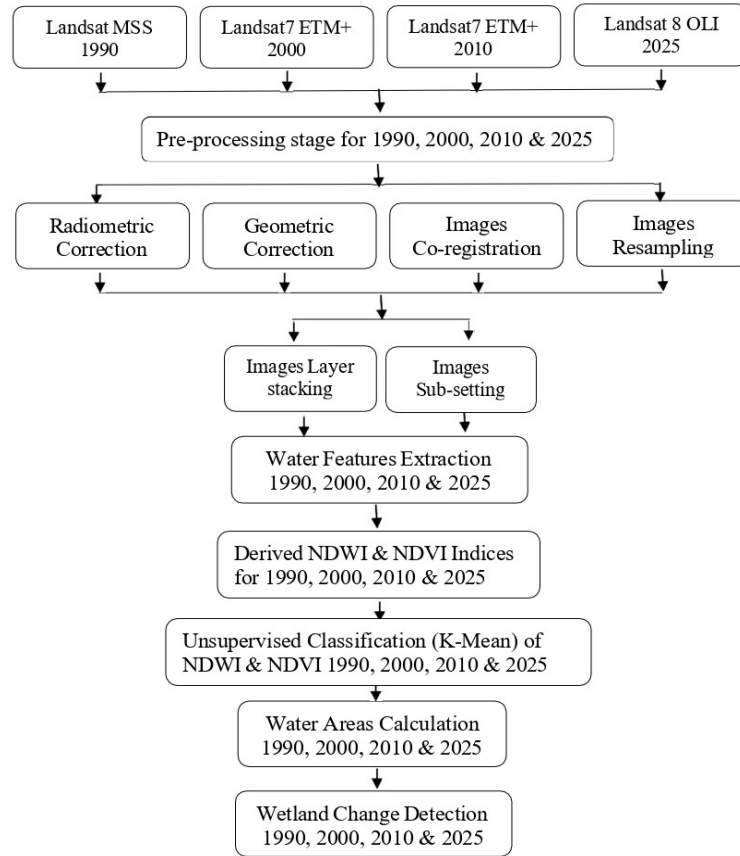 Landsat MSS
1990
Landsat7 ETM+
2000
Landsat7 ETM+
2010
Landsat 8 OLI
2025
Pre-processing stage for 1990, 2000, 2010 & 2025
Radiometric
Correction
Geometric
Correction
Images
Co-registration
Images
Resampling
Images Layer
stacking
Images
Sub-setting
Water Features Extraction
1990, 2000, 2010 & 2025
Derived NDWI & NDVI Indices
for 1990, 2000, 2010 & 2025
Unsupervised Classification (K-Mean) of
NDWI & NDVI 1990, 2000, 2010 & 2025
Water Areas Calculation
1990, 2000, 2010 & 2025
Wetland Change Detection
1990, 2000, 2010 & 2025